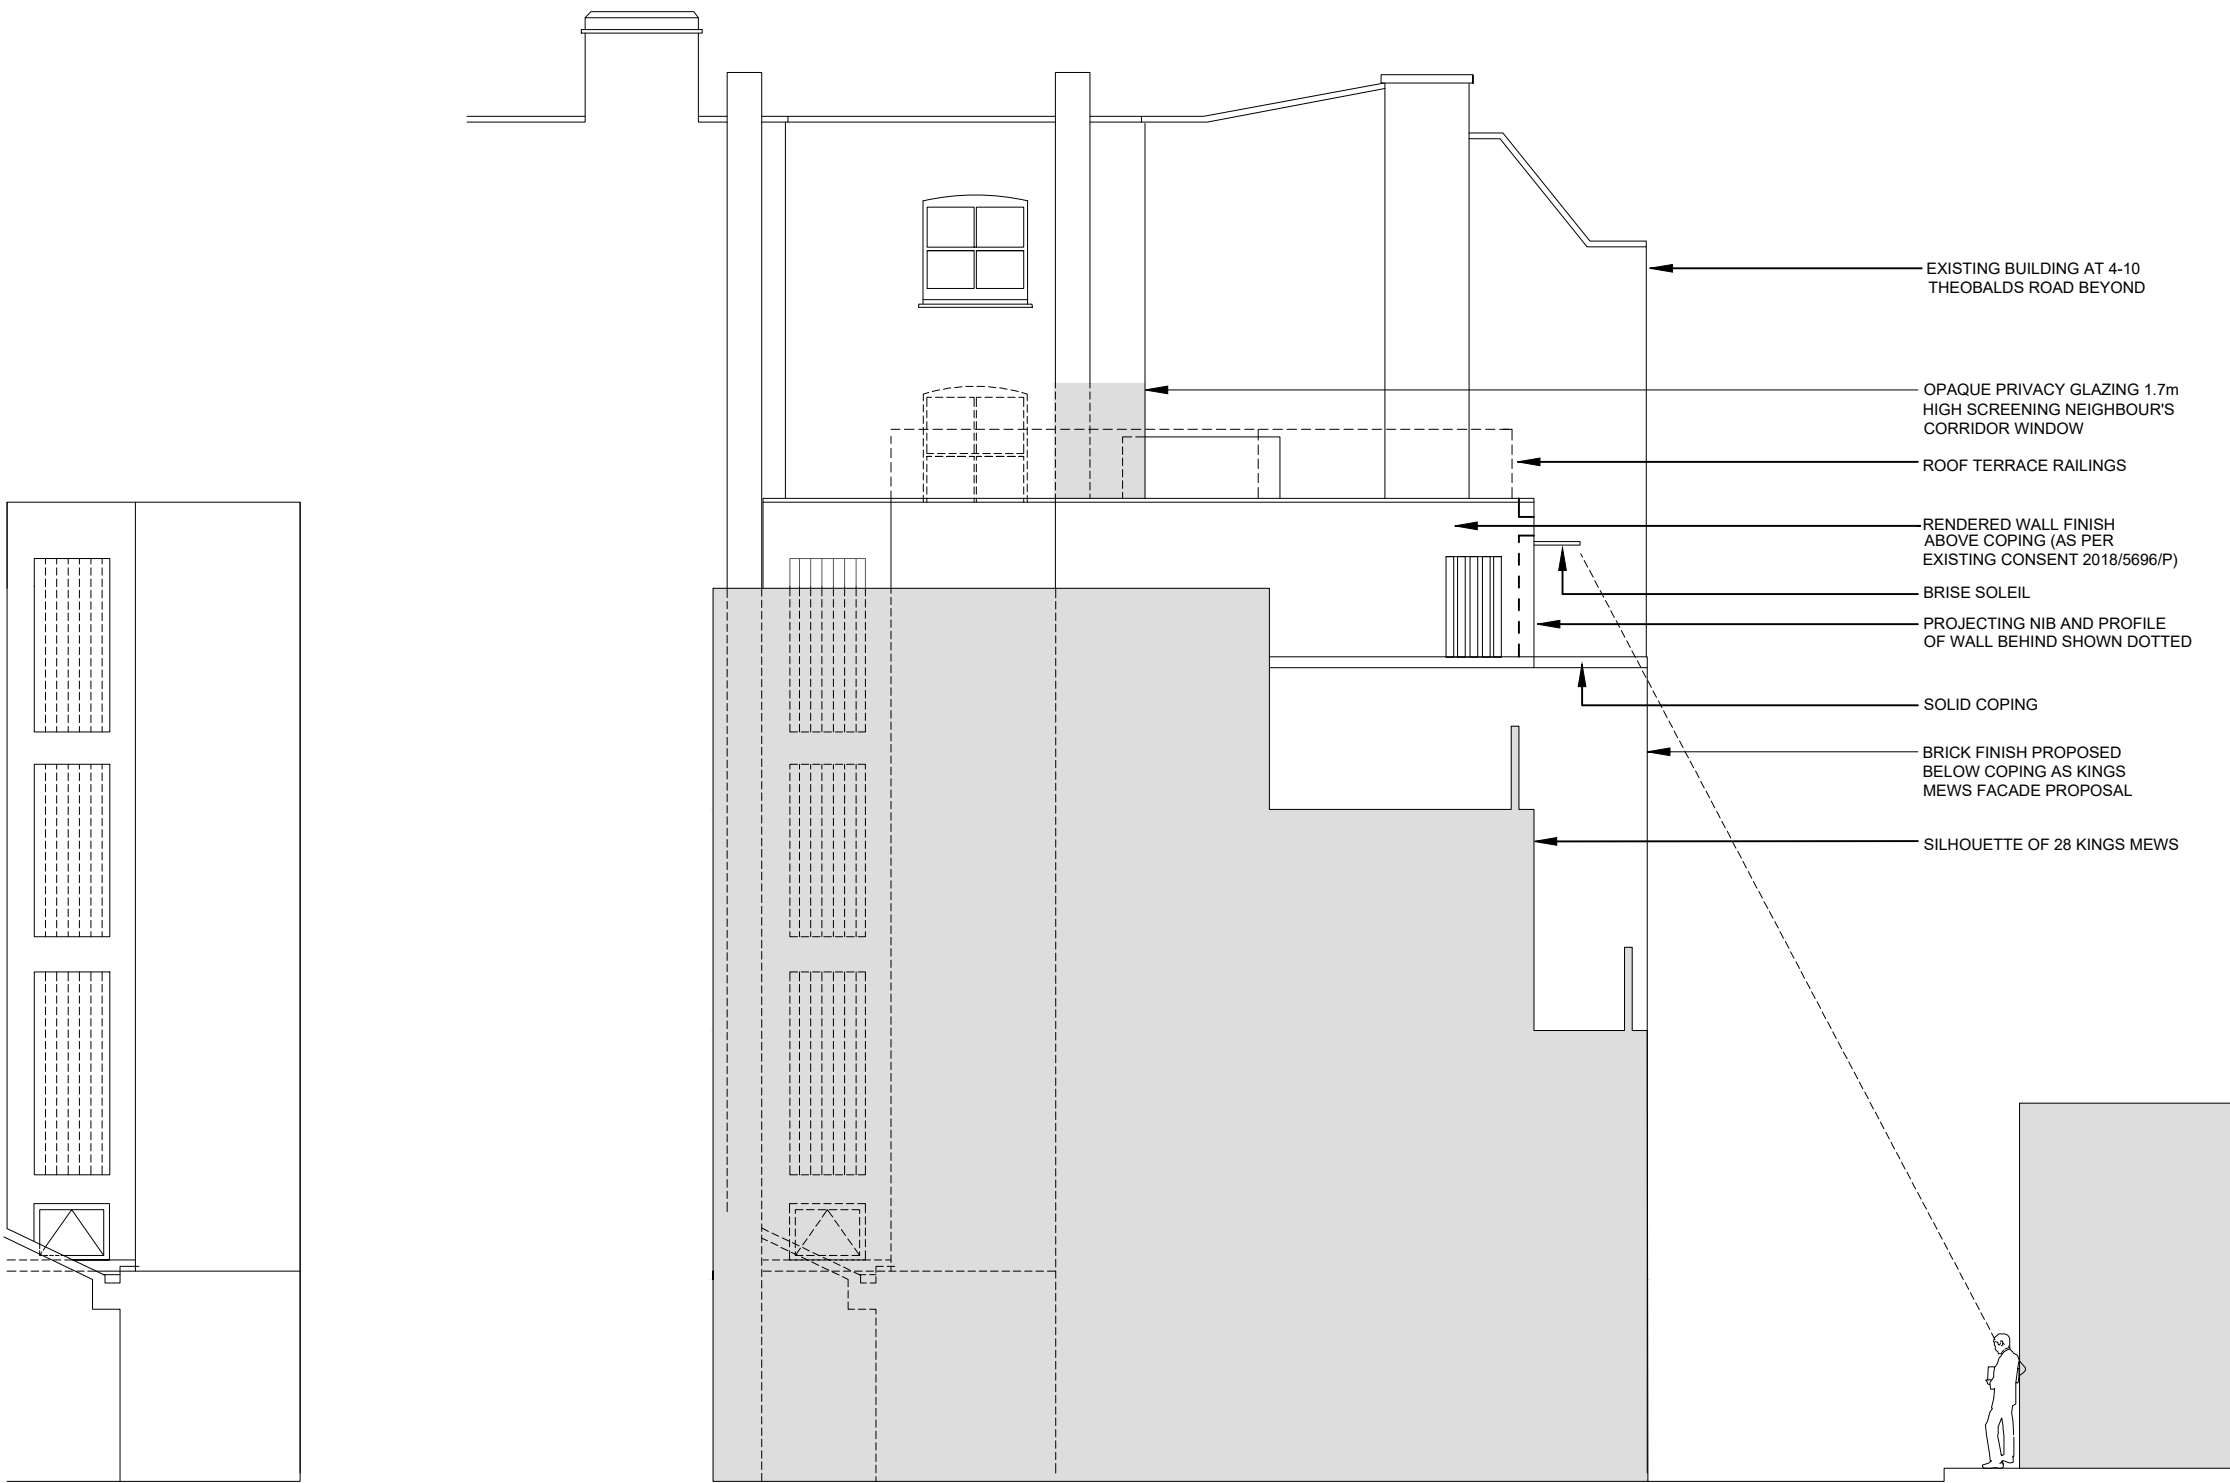 EXISTING BUILDING AT 4-10
THEOBALDS ROAD BEYOND
OPAQUE PRIVACY GLAZING 1.7m
HIGH SCREENING NEIGHBOUR'S
CORRIDOR WINDOW
ROOF TERRACE RAILINGS
RENDERED WALL FINISH
ABOVE COPING (AS PER
EXISTING CONSENT 2018/5696/P)
BRISE SOLEIL
PROJECTING NIB AND PROFILE
OF WALL BEHIND SHOWN DOTTED
SOLID COPING
BRICK FINISH PROPOSED
BELOW COPING AS KINGS
MEWS FACADE PROPOSAL
SILHOUETTE OF 28 KINGS MEWS